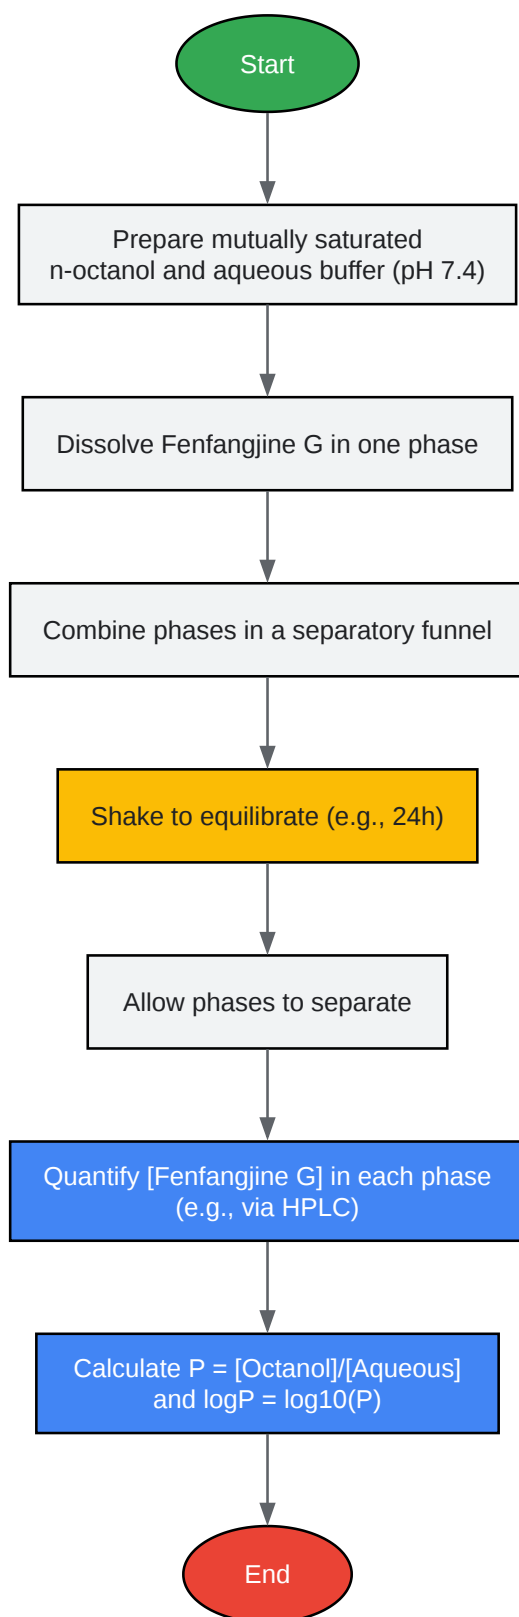 Start
Prepare mutually saturated
n-octanol and aqueous buffer (pH 7.4)
Dissolve Fenfangjine G in one phase
Combine phases in a separatory funnel
Shake to equilibrate (e.g., 24h)
Allow phases to separate
Quantify [Fenfangjine G] in each phase
(e.g., via HPLC)
Calculate P = [Octanol]/[Aqueous]
and logP = log10(P)
End